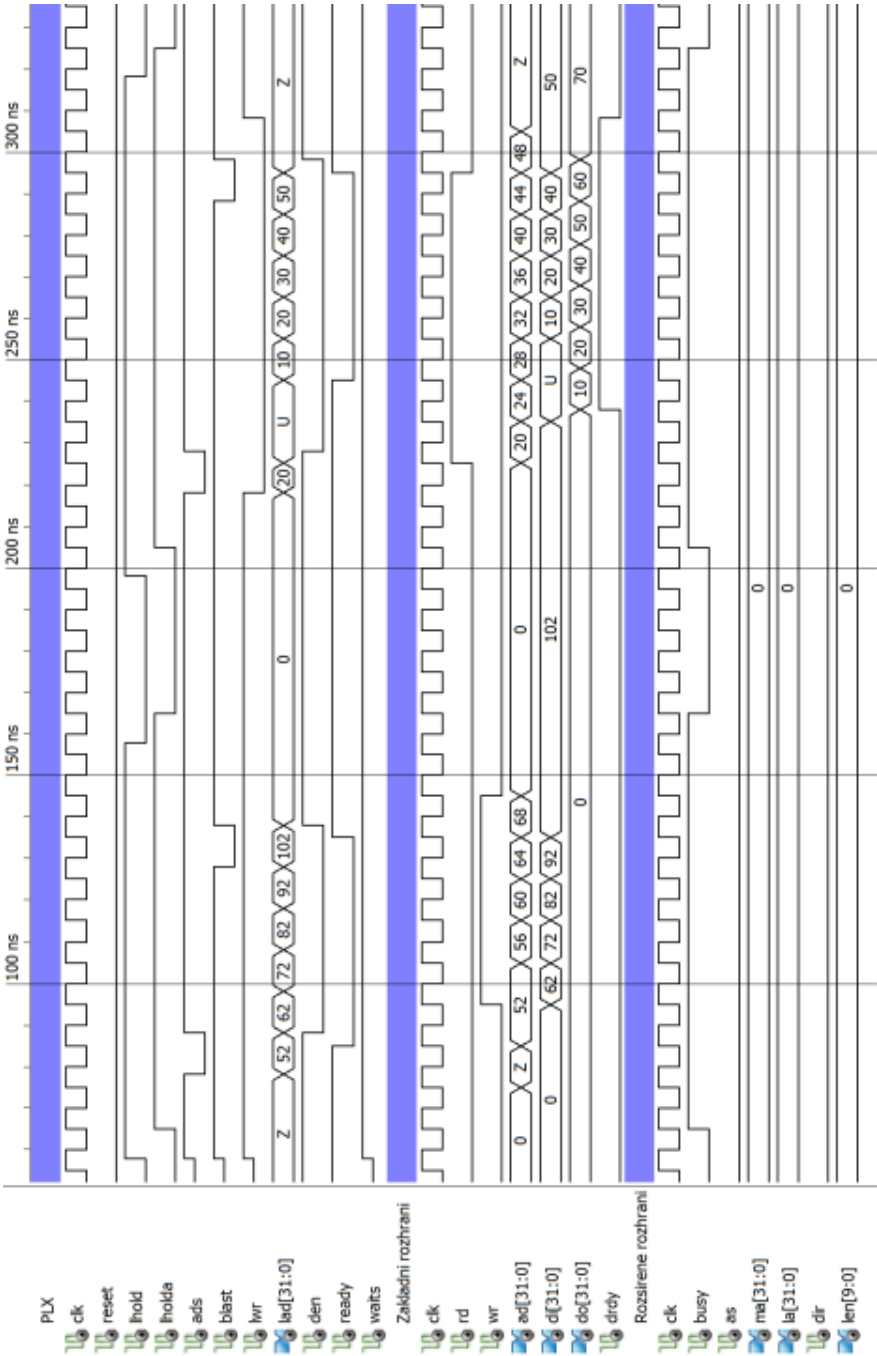 100 ns 150 ns 200 ns 250 ns 300 ns
PLX
clk
reset
lhold
lholda
ads
blast
lwr
lad[31:0] Z 52 62 72 82 92 102 0 20 U 10 20 30 40 50 Z
den
ready
waits
Zakladni rozhrani
clk
rd
wr
ad[31:0] 0 Z 52 56 60 64 68 0 20 24 28 32 36 40 44 48 Z
di[31:0] 0 62 72 82 92 102 U 10 20 30 40 50
do[31:0] 0 10 20 30 40 50 60 70
drdy
Rozsirene rozhrani
clk
busy
as
ma[31:0] 0
la[31:0] 0
dir
len[9-0] 0